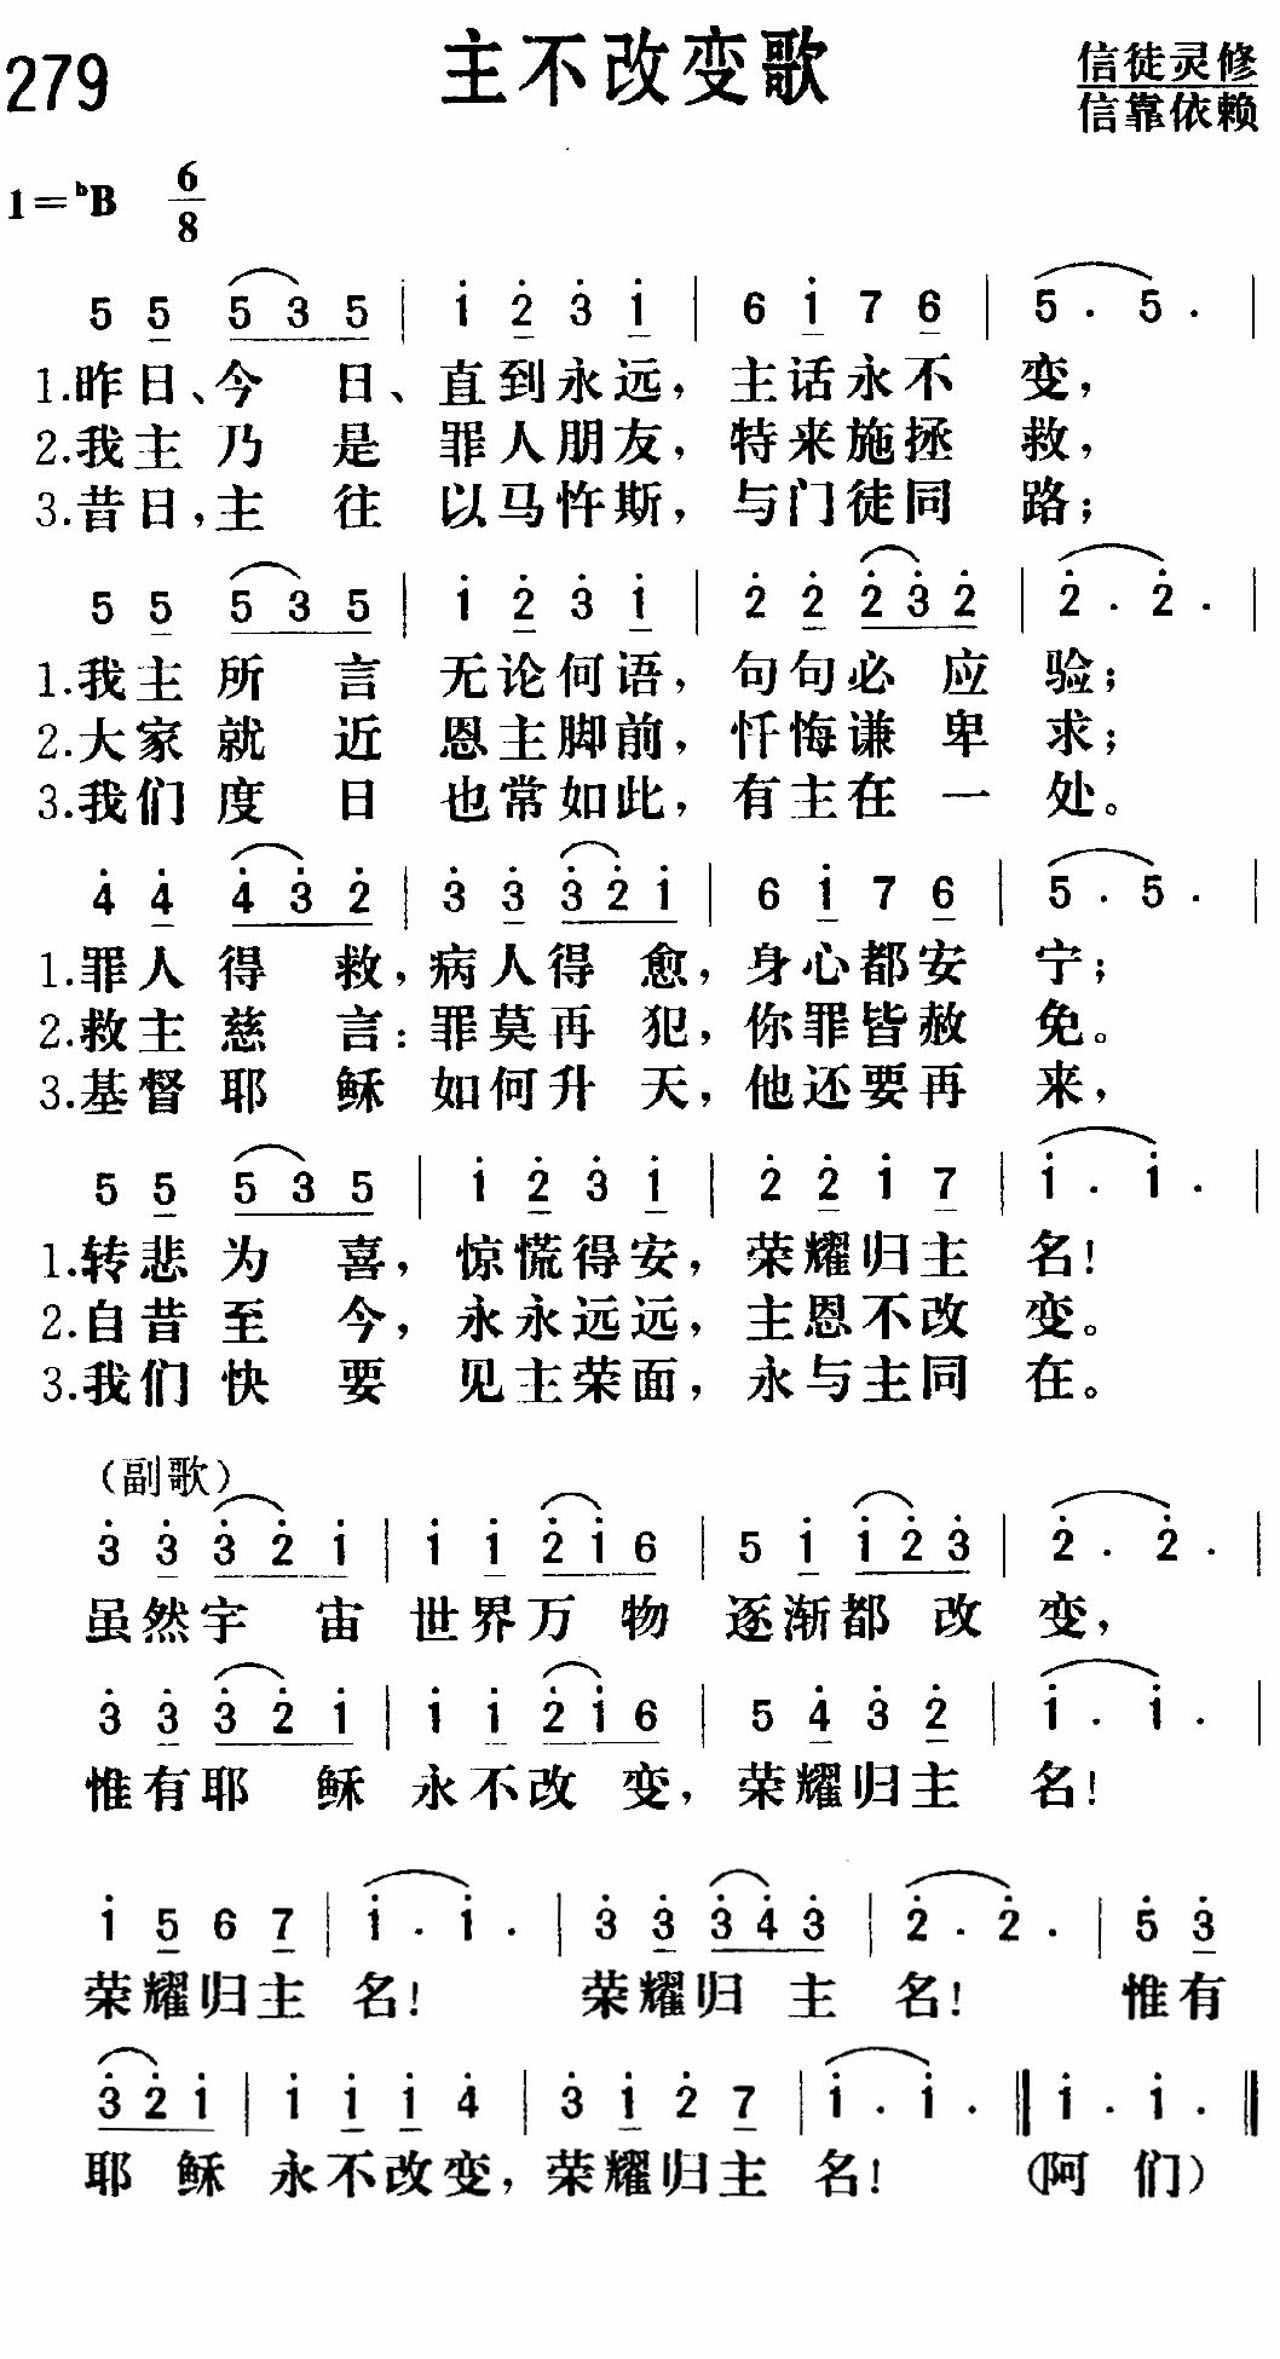 279
主不改变歌
信徒灵修
信靠依赖
1=♭B 6/8
5 5 5 3 5 | i 2̇ 3̇ i | 6 i 7 6 | 5 . 5 . |
1.昨日、今日、直到永远，主话永不变，
2.我主乃是罪人朋友，特来施拯救，
3.昔日，主往以马忤斯，与门徒同路；
5 5 5 3 5 | i 2̇ 3̇ i | 2̇ 2̇ 2̇ 3̇ 2̇ | 2̇ . 2̇ . |
1.我主所言无论何语，句句必应验；
2.大家就近恩主脚前，忏悔谦卑求；
3.我们度日也常如此，有主在一处。
4̇ 4̇ 4̇ 3̇ 2̇ | 3̇ 3̇ 3̇ 2̇ i | 6 i 7 6 | 5 . 5 . |
1.罪人得救，病人得愈，身心都安宁；
2.救主慈言：罪莫再犯，你罪皆赦免。
3.基督耶稣如何升天，他还要再来，
5 5 5 3 5 | i 2̇ 3̇ i | 2̇ 2̇ i 7 | i . i . |
1.转悲为喜，惊慌得安，荣耀归主名！
2.自昔至今，永永远远，主恩不改变。
3.我们快要见主荣面，永与主同在。
（副歌）
3̇ 3̇ 3̇ 2̇ i | i i 2̇ i 6 | 5 i i 2̇ 3̇ | 2̇ . 2̇ . |
虽然宇宙世界万物逐渐都改变，
3̇ 3̇ 3̇ 2̇ i | i i 2̇ i 6 | 5 4̇ 3̇ 2̇ | i . i . |
惟有耶稣永不改变，荣耀归主名！
i 5 6 7 | i . i . | 3̇ 3̇ 3̇ 4̇ 3̇ | 2̇ . 2̇ . | 5̇ 3̇
荣耀归主名！荣耀归主名！惟有
3̇ 2̇ i | i i i 4̇ | 3̇ i 2̇ 7 | i . i . ‖ i . i . ‖
耶稣永不改变，荣耀归主名！（阿们）